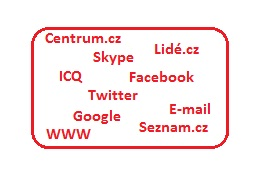 Centrum.cz
Lidé.cz
Skype
ICQ
Facebook
Twitter
E-mail
Google
Seznam.cz
WWW